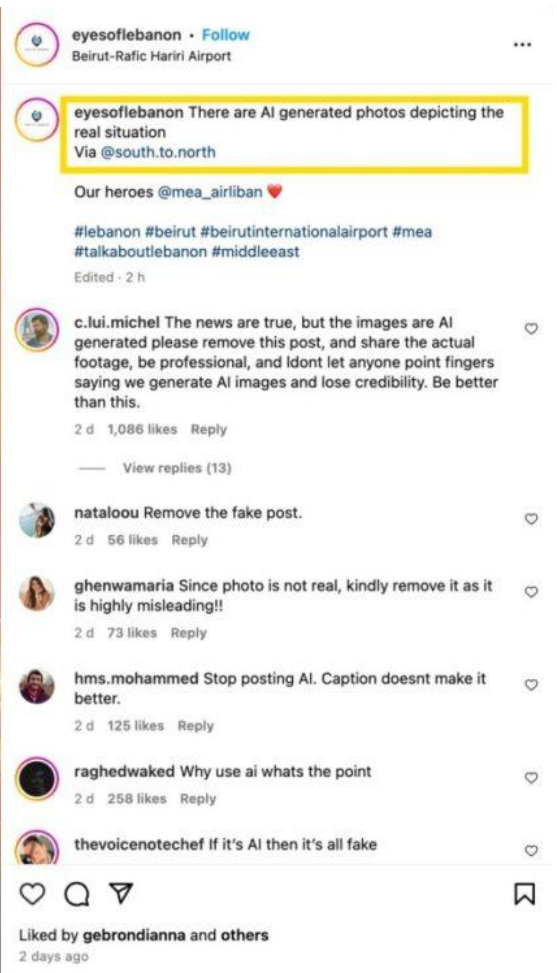 eyesoflebanon • Follow
Beirut-Rafic Hariri Airport
eyesoflebanon There are AI generated photos depicting the
real situation
Via @south.to.north
Our heroes @mea_airliban ❤️
#lebanon #beirut #beirutinternationalairport #mea
#talkaboutlebanon #middleeast
Edited · 2 h
c.lui.michel The news are true, but the images are AI
generated please remove this post, and share the actual
footage, be professional, and Idont let anyone point fingers
saying we generate AI images and lose credibility. Be better
than this.
2 d 1,086 likes Reply
View replies (13)
nataloou Remove the fake post.
2 d 56 likes Reply
ghenwamaria Since photo is not real, kindly remove it as it
is highly misleading!!
2 d 73 likes Reply
hms.mohammed Stop posting AI. Caption doesnt make it
better.
2 d 125 likes Reply
raghedwaked Why use ai whats the point
2 d 258 likes Reply
thevoicenotechef If it's AI then it's all fake
Liked by gebrondianna and others
2 days ago